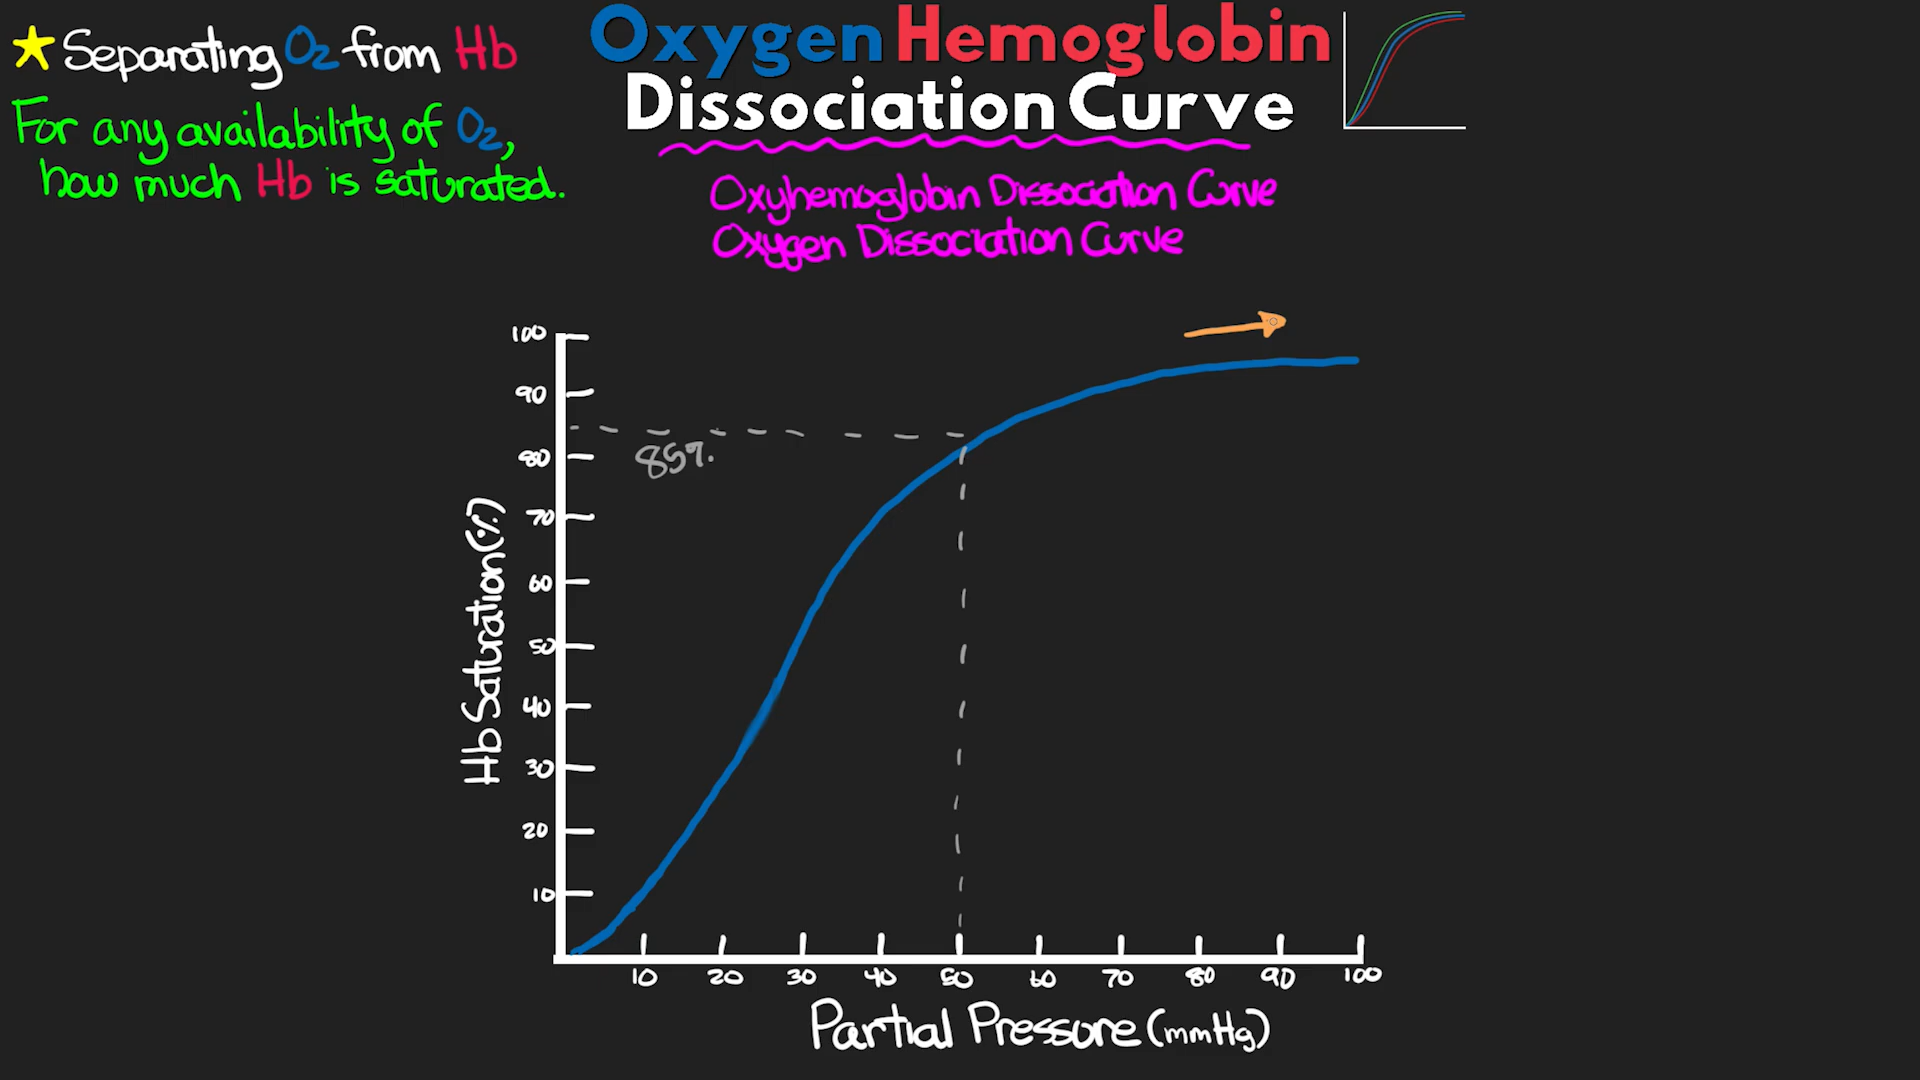 ★ Separating O₂ from Hb
For any availability of O₂,
how much Hb is saturated.
Oxygen Hemoglobin
Dissociation Curve
Oxyhemoglobin Dissociation Curve
Oxygen Dissociation Curve
100
90
85%
80
70
60
50
40
30
20
10
Hb Saturation (%)
10 20 30 40 50 60 70 80 90 100
Partial Pressure (mmHg)